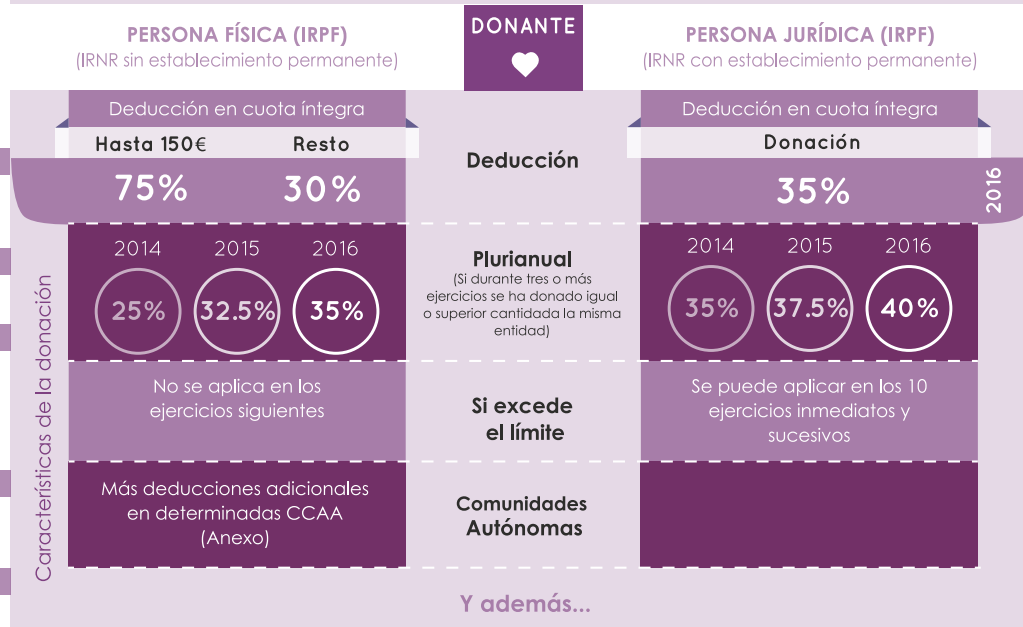 DONANTE
PERSONA FÍSICA (IRPF)
(IRNR sin establecimiento permanente)
PERSONA JURÍDICA (IRPF)
(IRNR con establecimiento permanente)
Características de la donación
Deducción en cuota íntegra
Hasta 150€ Resto
75% 30%
Deducción
Deducción en cuota íntegra
Donación
35%
2016
2014 2015 2016
25% 32.5% 35%
Plurianual
(Si durante tres o más
ejercicios se ha donado igual
o superior cantidada la misma
entidad)
2014 2015 2016
35% 37.5% 40%
No se aplica en los
ejercicios siguientes
Si excede
el límite
Se puede aplicar en los 10
ejercicios inmediatos y
sucesivos
Más deducciones adicionales
en determinadas CCAA
(Anexo)
Comunidades
Autónomas
Y además...